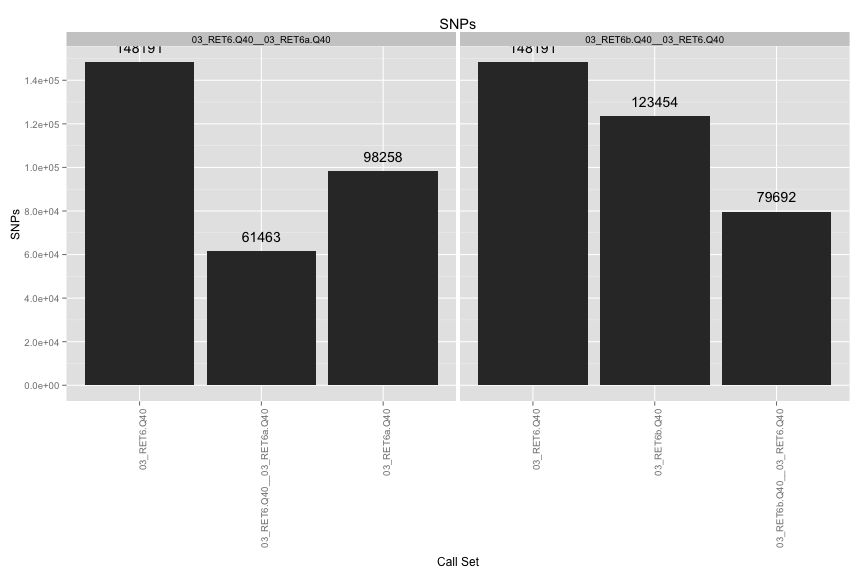 SNPs
03_RET6.Q40__03_RET6a.Q40
03_RET6b.Q40__03_RET6.Q40
148191
148191
1.4e+05
123454
1.2e+05
98258
1.0e+05
79692
8.0e+04
61463
6.0e+04
4.0e+04
2.0e+04
0.0e+00
SNPs
03_RET6.Q40
03_RET6.Q40__03_RET6a.Q40
03_RET6a.Q40
03_RET6.Q40
03_RET6b.Q40
03_RET6b.Q40__03_RET6.Q40
Call Set